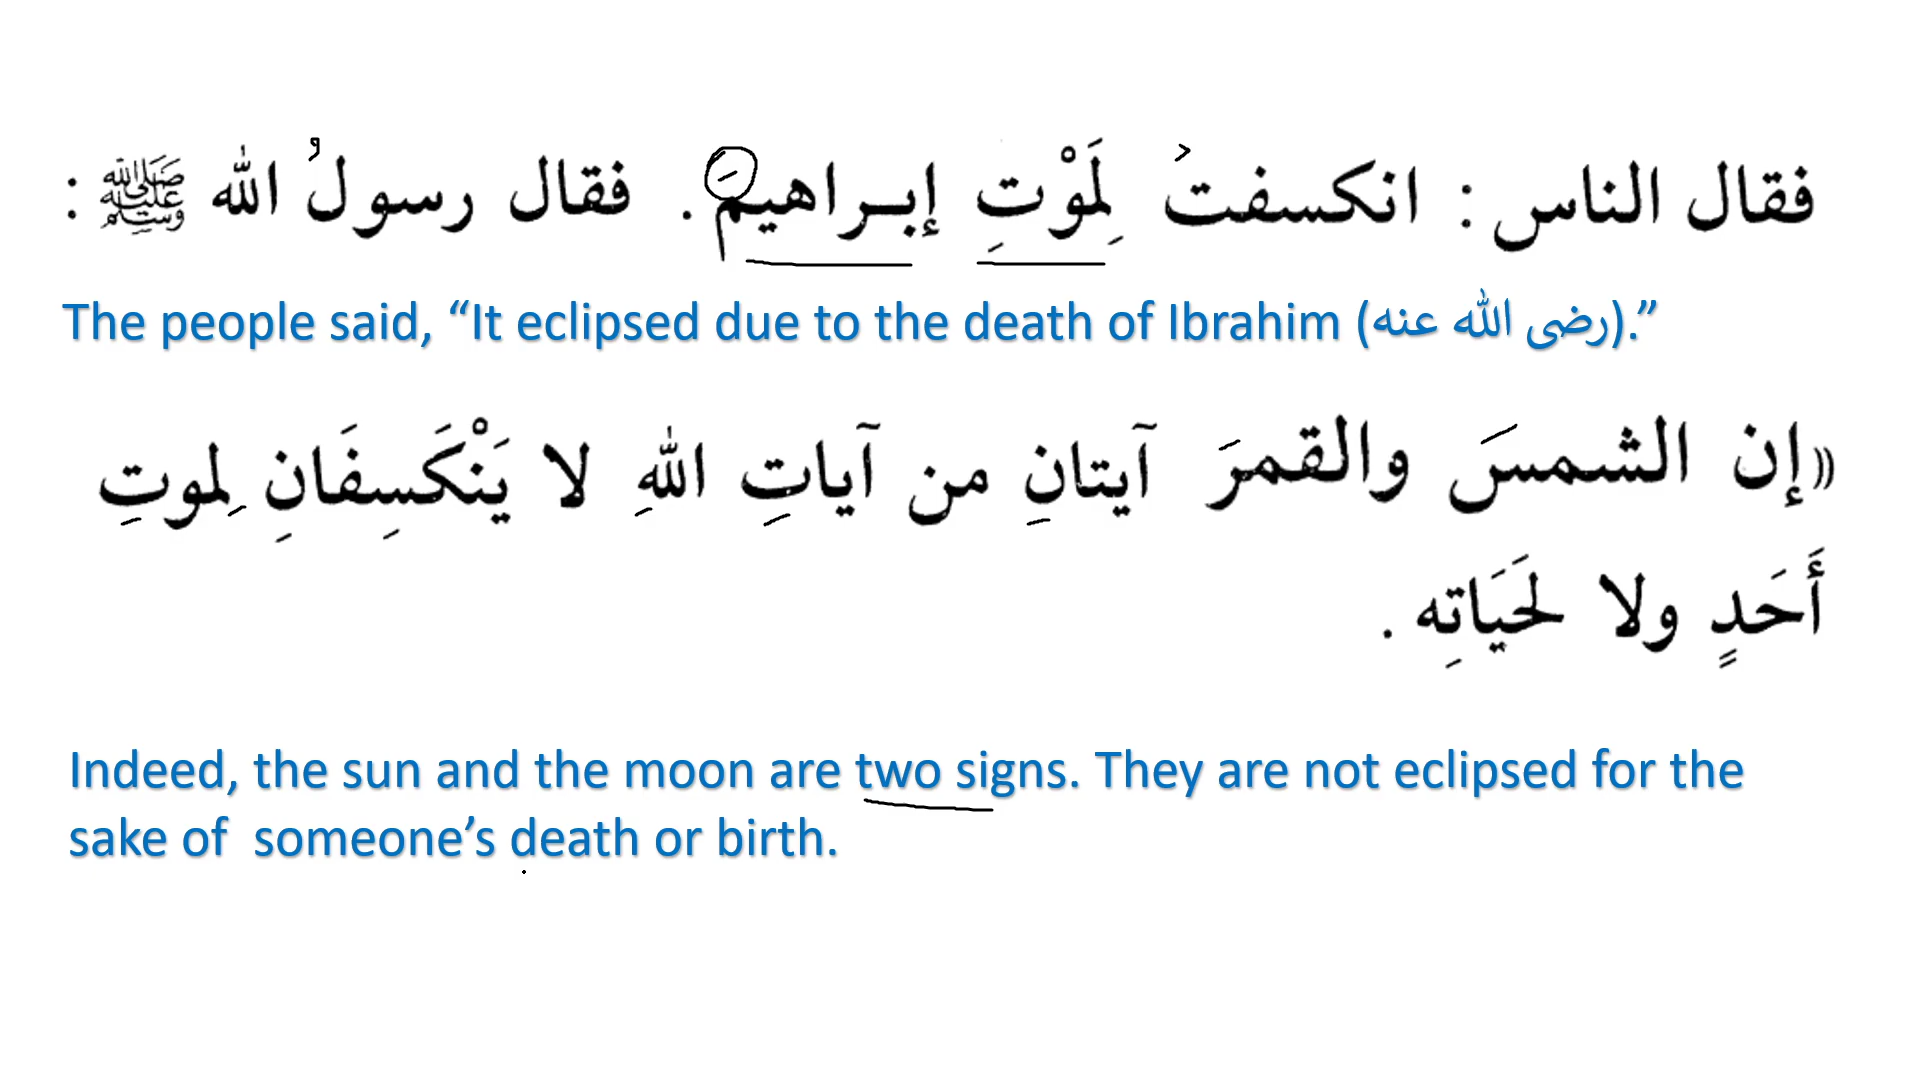 فقال الناس : انكسفتْ لِمَوْتِ إبراهيمَ . فقال رسولُ الله ﷺ :
The people said, “It eclipsed due to the death of Ibrahim (رضى الله عنه).”
«إن الشمسَ والقمرَ آيتانِ من آياتِ اللهِ لا يَنْكَسِفَانِ لِموتِ
أَحَدٍ ولا لحَيَاتِه .
Indeed, the sun and the moon are two signs. They are not eclipsed for the
sake of someone’s death or birth.